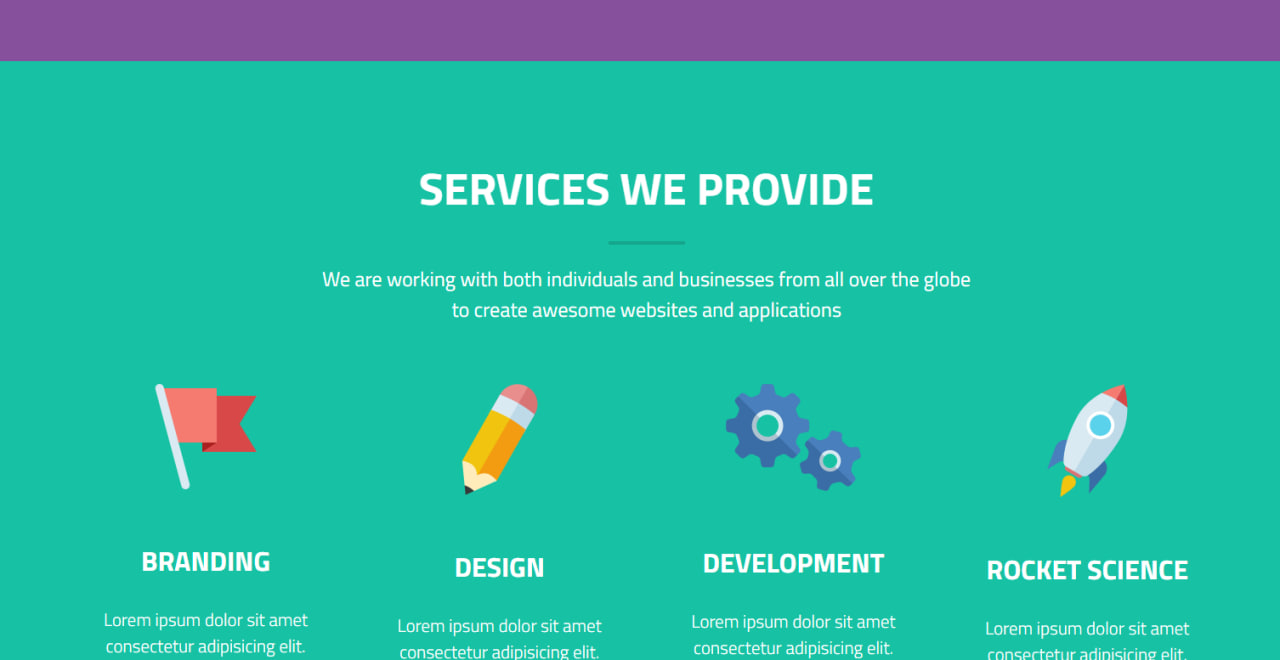 SERVICES WE PROVIDE
We are working with both individuals and businesses from all over the globe
to create awesome websites and applications
BRANDING
Lorem ipsum dolor sit amet
consectetur adipisicing elit.
DESIGN
Lorem ipsum dolor sit amet
consectetur adipisicing elit.
DEVELOPMENT
Lorem ipsum dolor sit amet
consectetur adipisicing elit.
ROCKET SCIENCE
Lorem ipsum dolor sit amet
consectetur adipisicing elit.